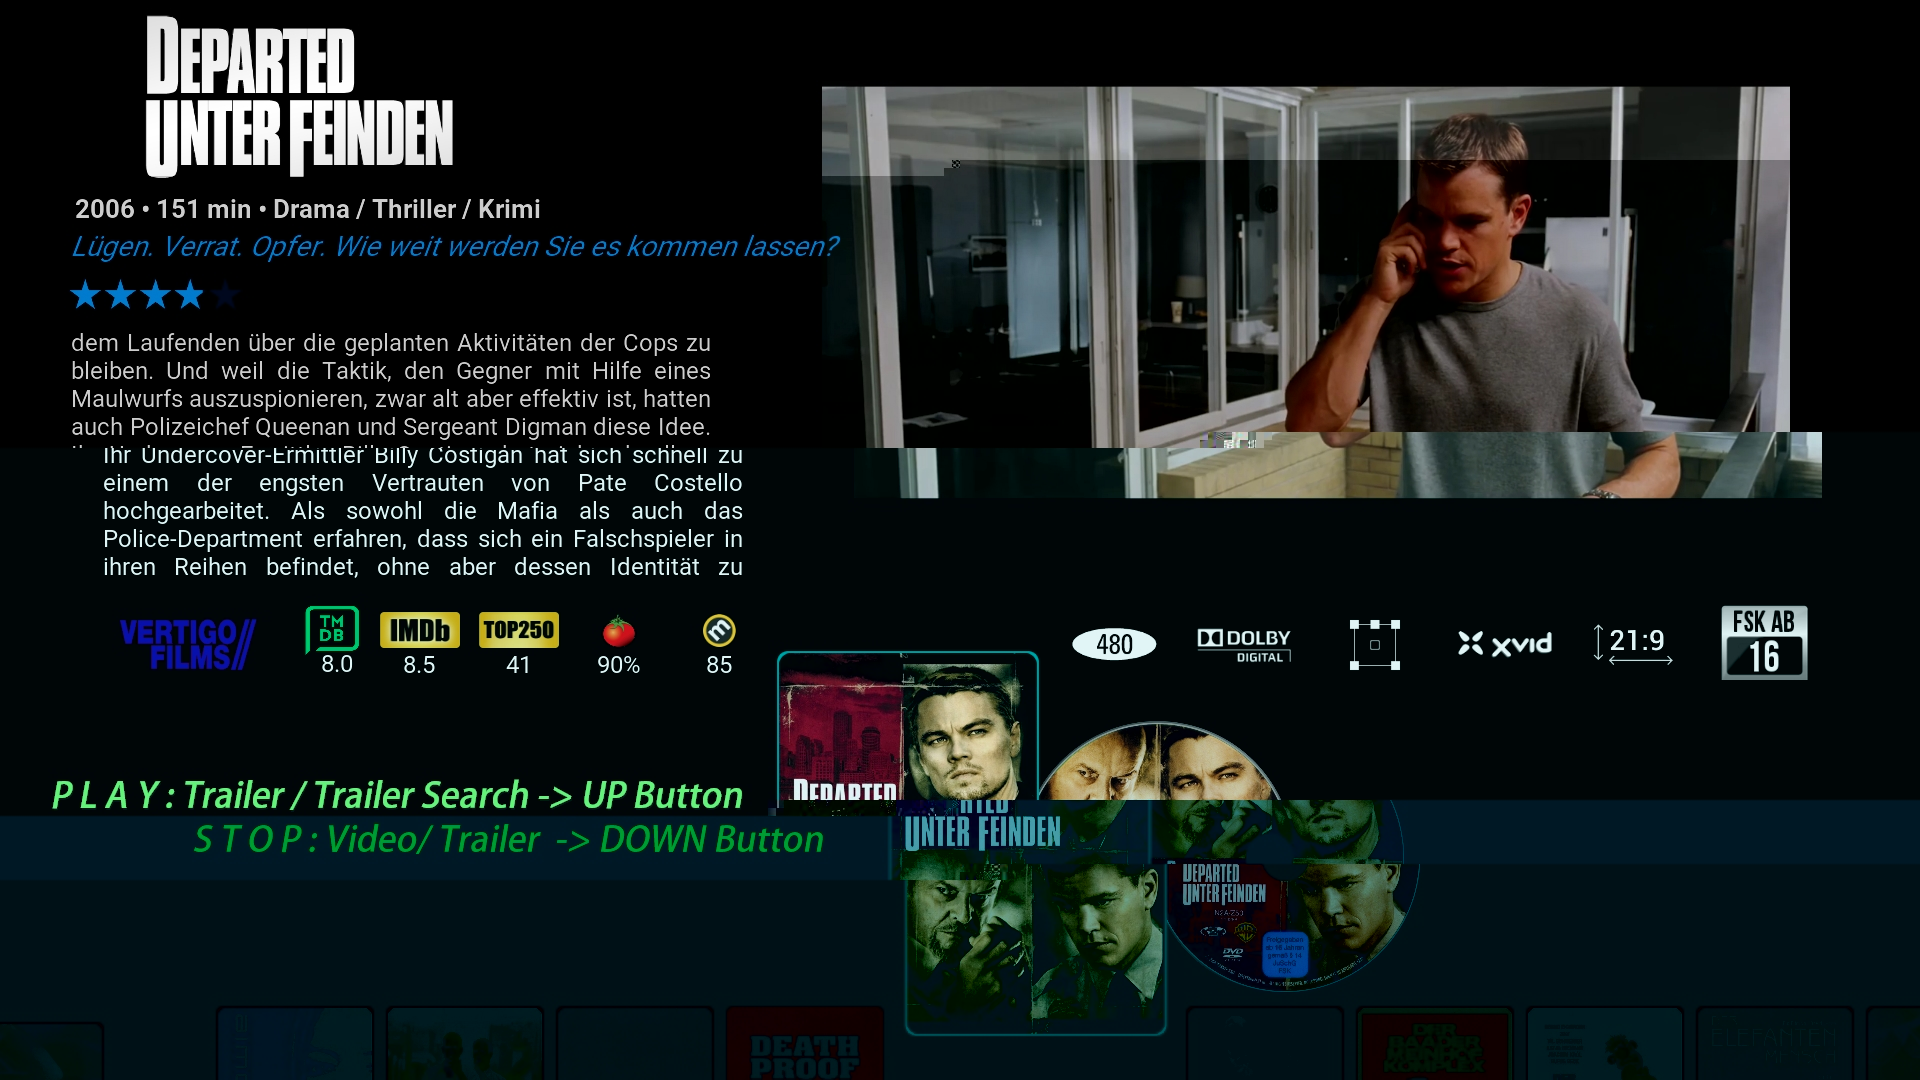 DEPARTED
UNTER FEINDEN
2006 • 151 min • Drama / Thriller / Krimi
Lügen. Verrat. Opfer. Wie weit werden Sie es kommen lassen?
dem Laufenden über die geplanten Aktivitäten der Cops zu
bleiben. Und weil die Taktik, den Gegner mit Hilfe eines
Maulwurfs auszuspionieren, zwar alt aber effektiv ist, hatten
auch Polizeichef Queenan und Sergeant Digman diese Idee.
Ihr Undercover-Ermittler Billy Costigan hat sich schnell zu
einem der engsten Vertrauten von Pate Costello
hochgearbeitet. Als sowohl die Mafia als auch das
Police-Department erfahren, dass sich ein Falschspieler in
ihren Reihen befindet, ohne aber dessen Identität zu
VERTIGO
FILMS
TM
DB
8.0
IMDb
8.5
TOP250
41
90%
m
85
480
DOLBY
DIGITAL
xvid
21:9
FSK AB
16
PLAY: Trailer / Trailer Search -> UP Button
STOP: Video/ Trailer -> DOWN Button
DEPARTED
UNTER FEINDEN
DEPARTED
UNTER FEINDEN
DVD
DEATH
PROOF
DER
BAADER
MEINHOF
KOMPLEX
ELEFANTEN